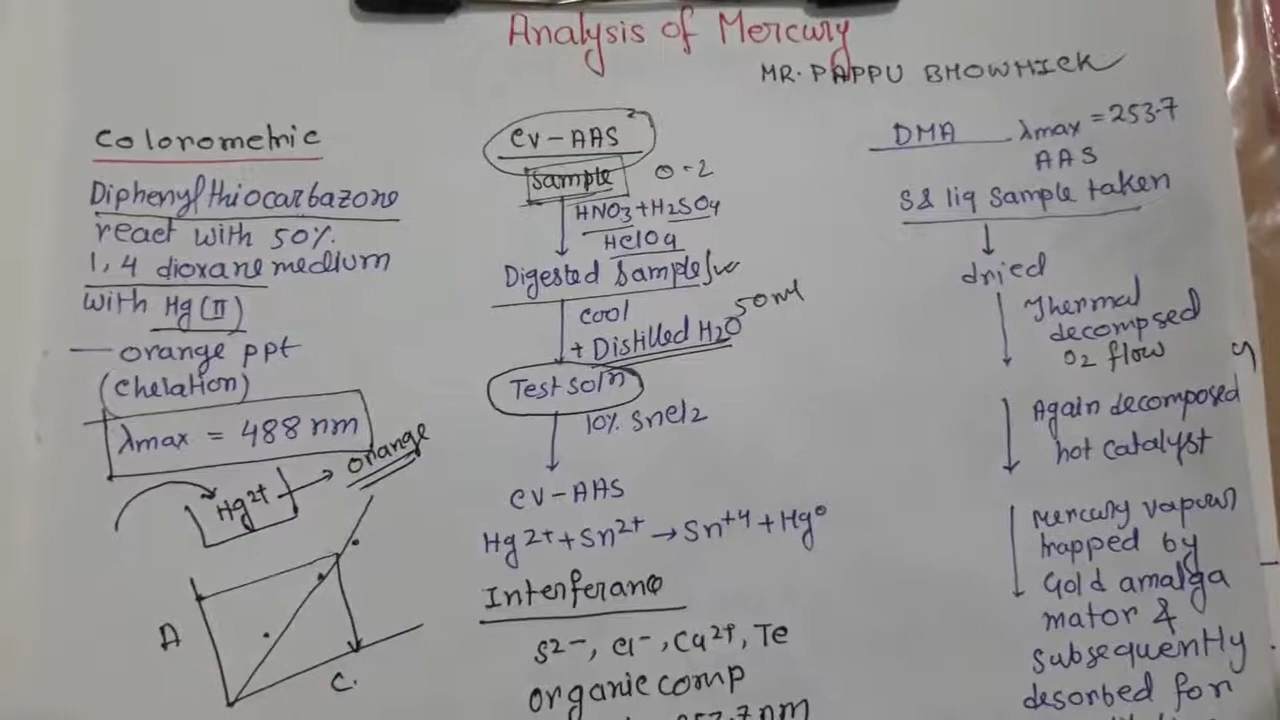 Analysis of Mercury
MR. PAPPU BHOWMICK
Colorometric
Diphenylthiocarbazone
react with 50%.
1,4 dioxane medium
with Hg(II)
— orange ppt
(chelation)
λmax = 488 nm
Hg2+ → orange
A
C.
CV-AAS
Sample 0.2
HNO3+H2SO4
HClO4
Digested Sample
cool
+ Distilled H2O 50ml
Test soln
10% SnCl2
CV-AAS
Hg2+ + Sn2+ → Sn+4 + Hg0
Interferance
S2-, Cl-, Cu2+, Te
organic comp
DMA λmax = 253.7
AAS
S & liq Sample taken
dried
Thermal
decompsed
O2 flow
Again decomposed
hot catalyst
Mercury vapour
trapped by
Gold amalga
mator &
subsequently
desorbed for